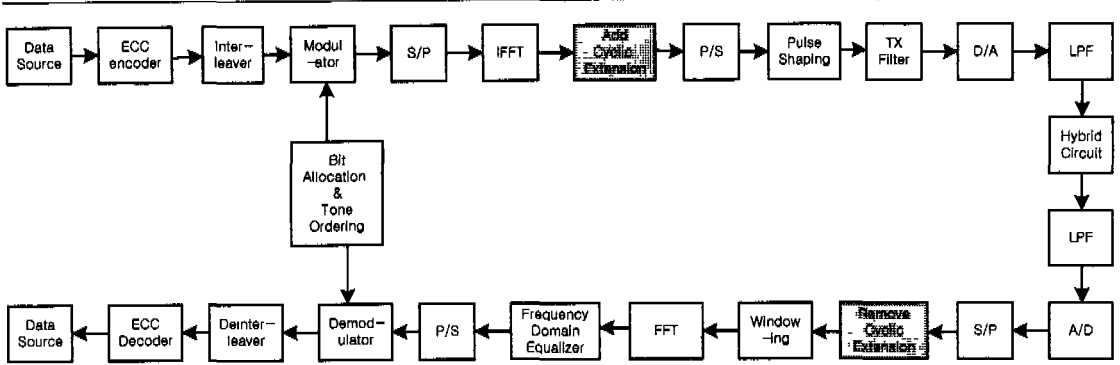 Data
Source
ECC
encoder
Inter-
leaver
Modul
-ator
S/P
IFFT
Add
Cyclic
Extension
P/S
Pulse
Shaping
TX
Filter
D/A
LPF
Hybrid
Circuit
Bit
Allocation
&
Tone
Ordering
LPF
Data
Source
ECC
Decoder
Deinter-
leaver
Demod-
ulator
P/S
Frequency
Domain
Equalizer
FFT
Window
-ing
Remove
Cyclic
Extension
S/P
A/D